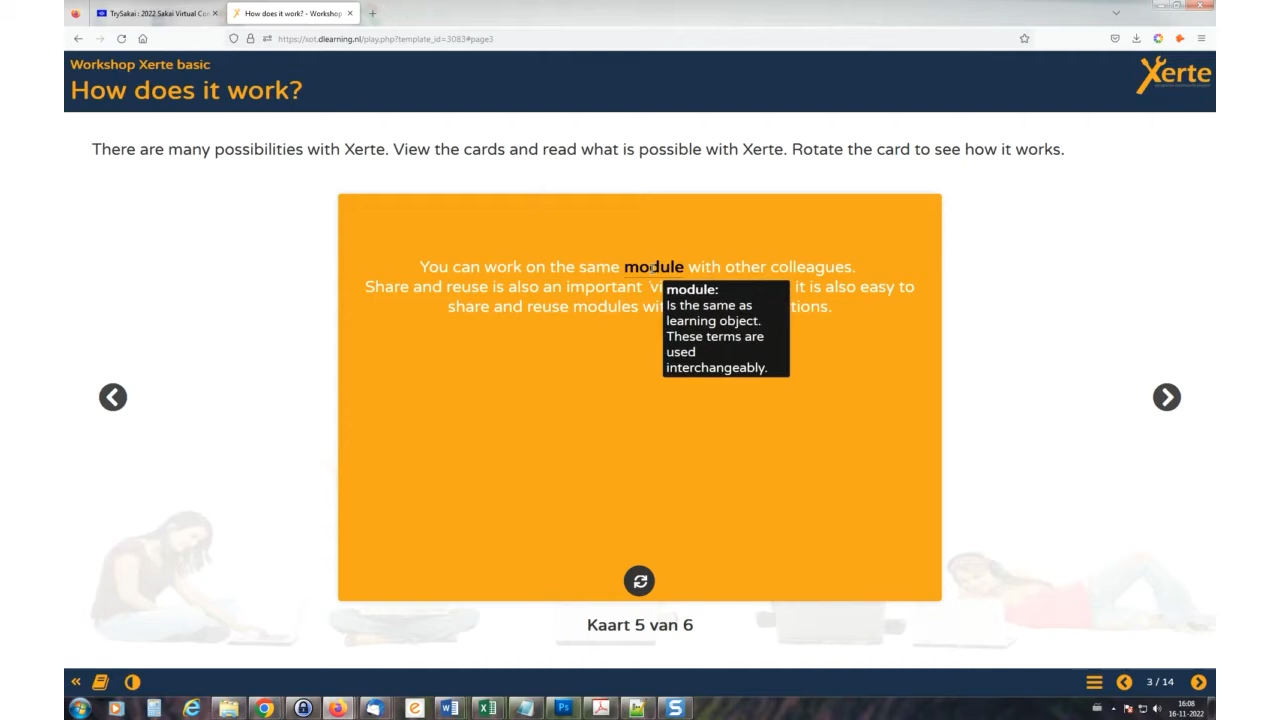 TrySakai : 2022 Sakai Virtual Con
How does it work? - Workshop
https://xot.dlearning.nl/play.php?template_id=3083#page3
Workshop Xerte basic
How does it work?
Xerte
There are many possibilities with Xerte. View the cards and read what is possible with Xerte. Rotate the card to see how it works.
You can work on the same module with other colleagues.
Share and reuse is also an important it is also easy to
share and reuse modules
module:
Is the same as
learning object.
These terms are
used
interchangeably.
Kaart 5 van 6
3 / 14
16:08
16-11-2022